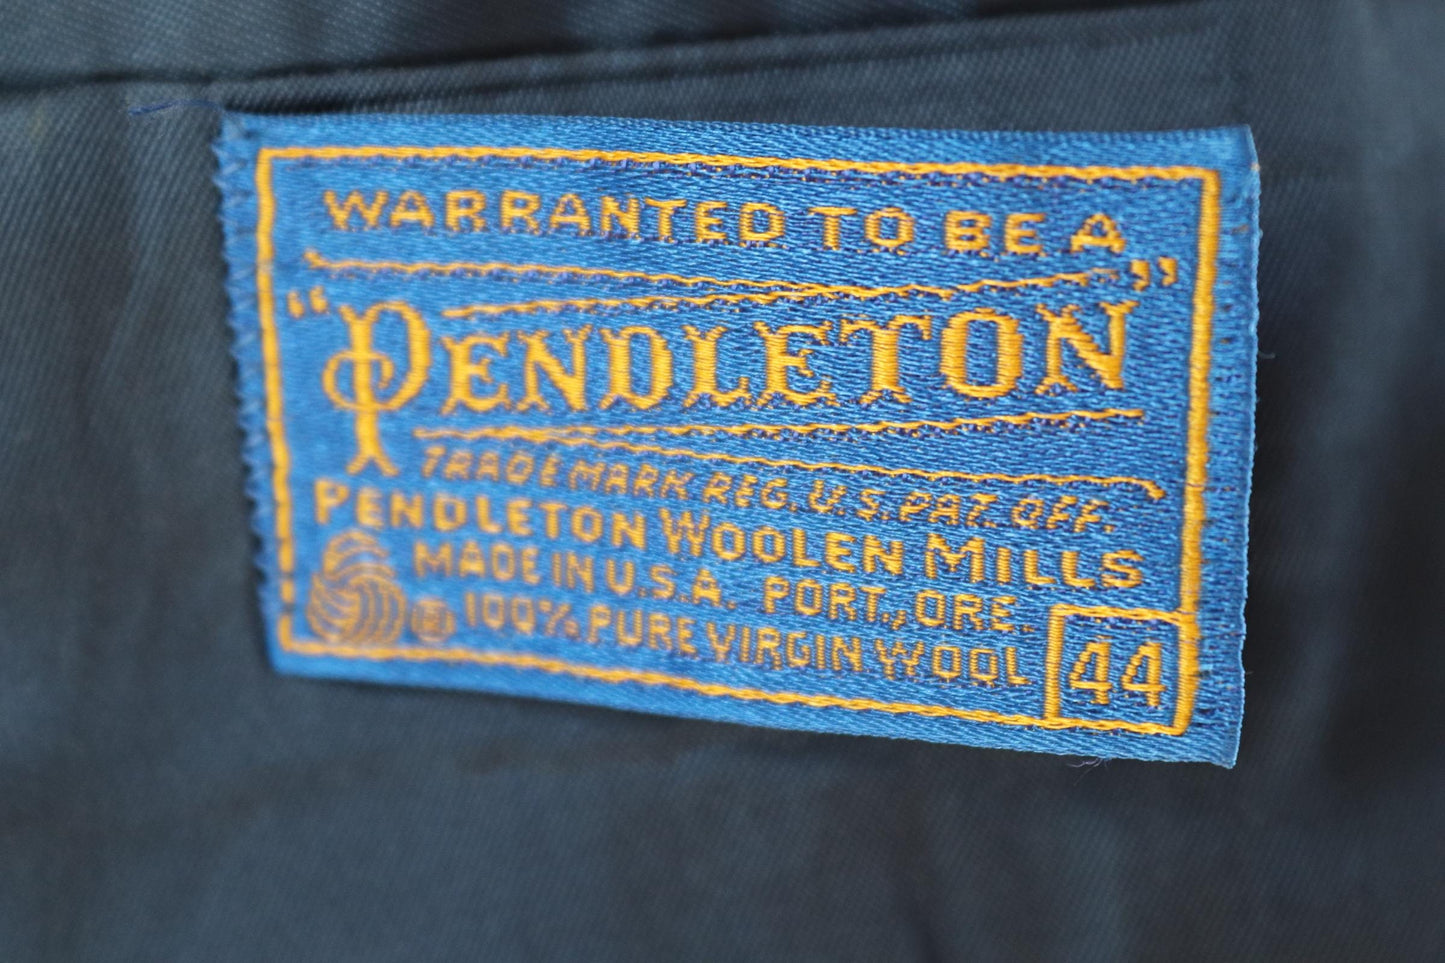 WARRANTED TO BE A
“PENDLETON”
TRADE MARK REG. U.S. PAT. OFF.
PENDLETON WOOLEN MILLS
MADE IN U.S.A. PORT., ORE.
® 100% PURE VIRGIN WOOL
44